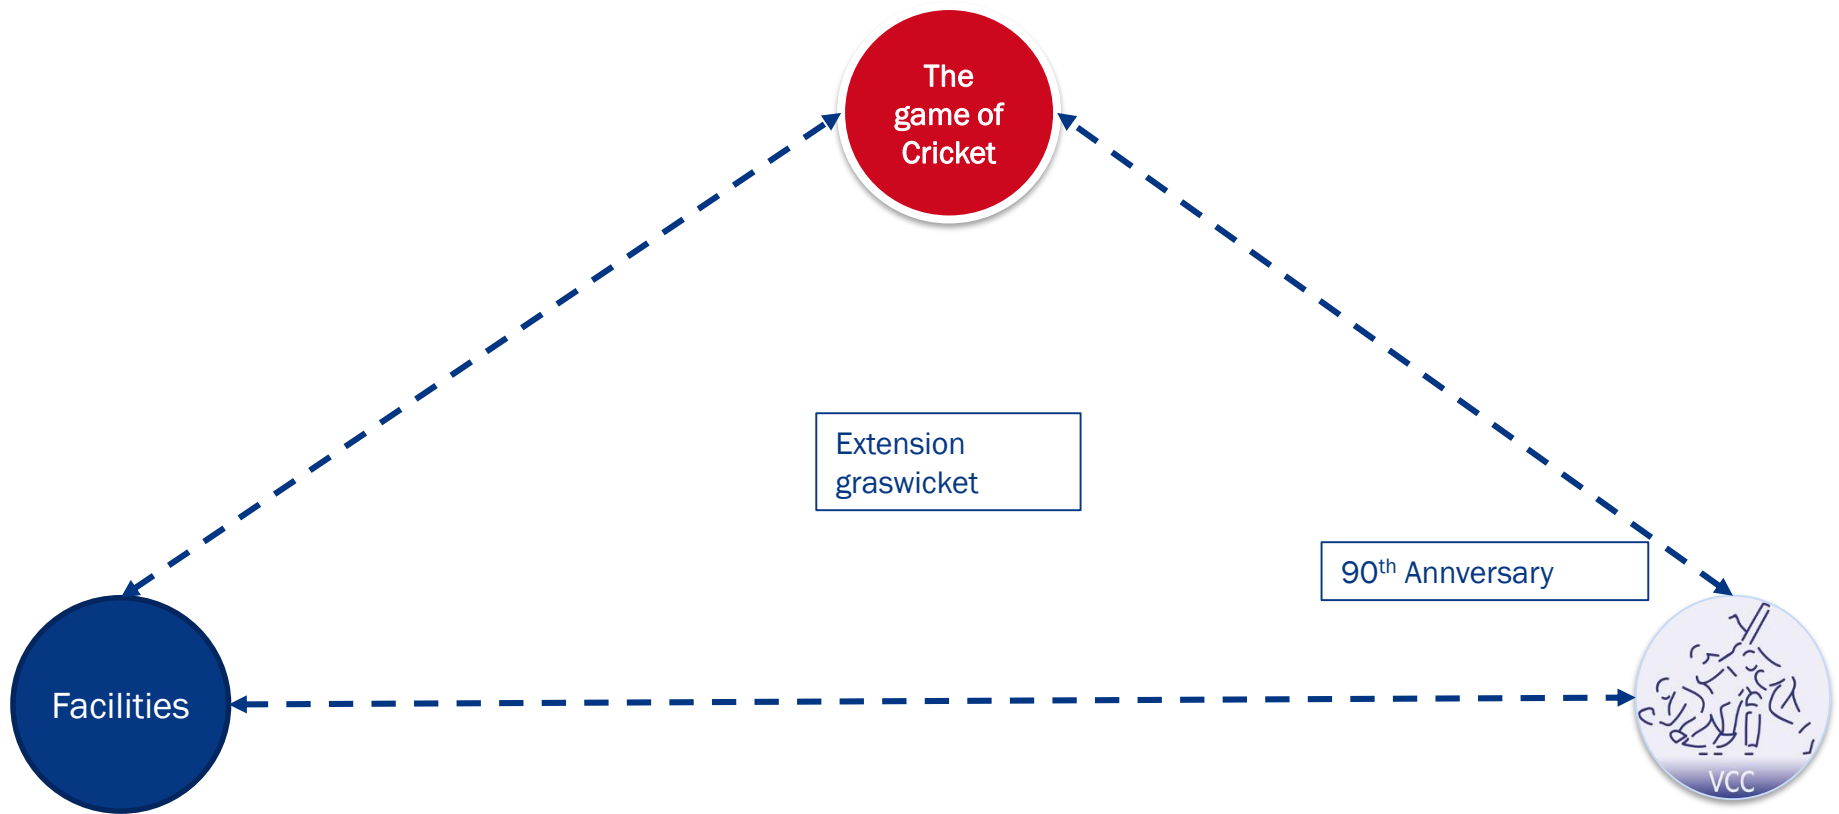 The
game of
Cricket
Extension
graswicket
90th Annversary
Facilities
VCC